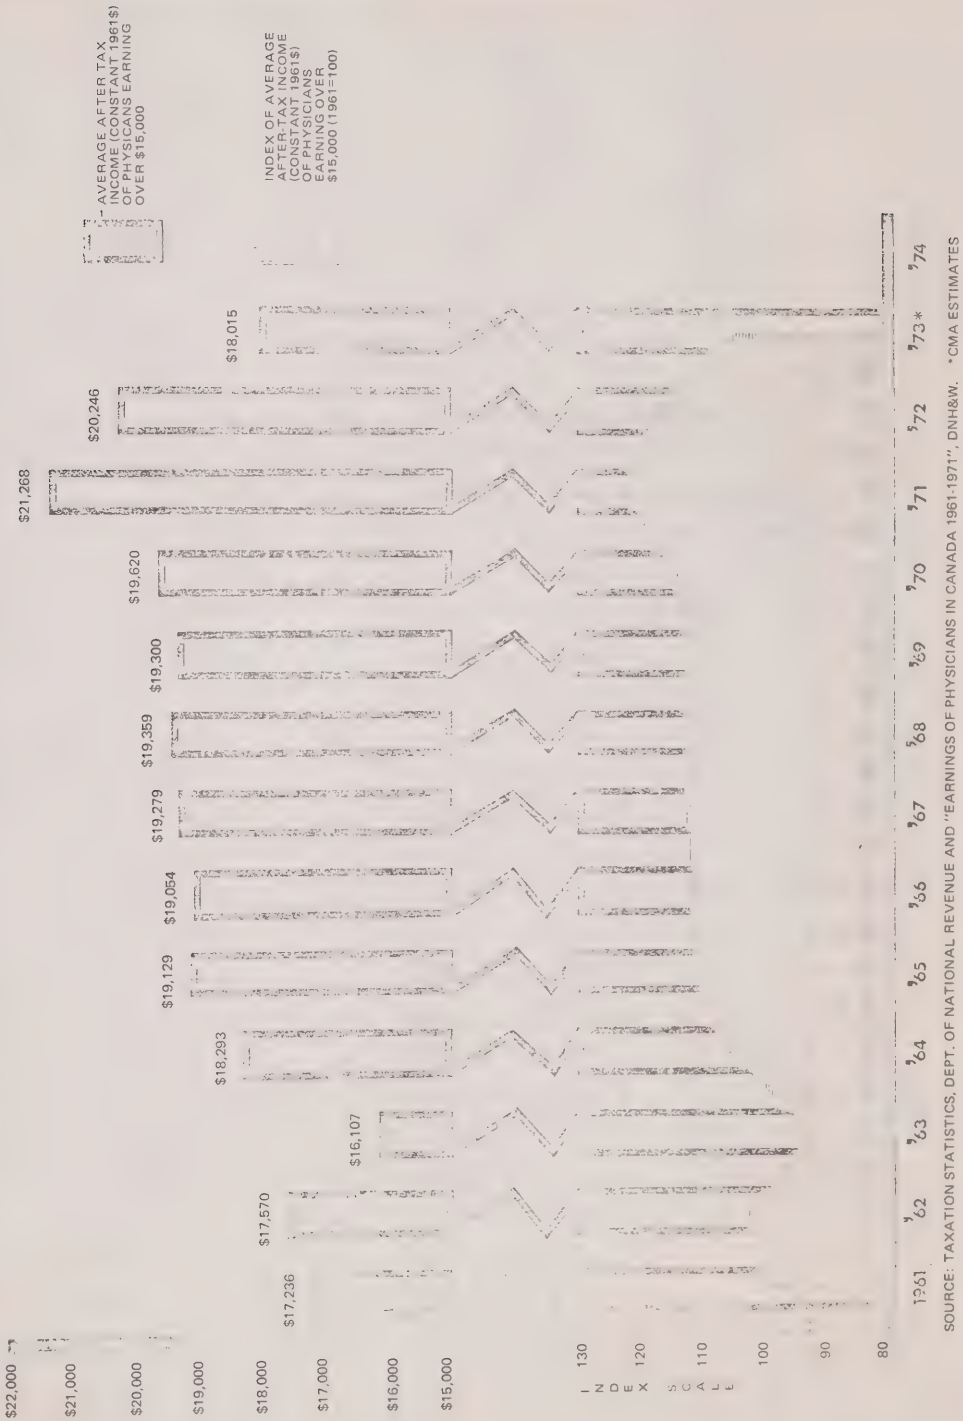 AVERAGE AFTER TAX
INCOME (CONSTANT 1961$)
OF PHYSICANS EARNING
OVER $15,000
INDEX OF AVERAGE
AFTER-TAX INCOME
(CONSTANT 1961$)
OF PHYSICIANS
EARNING OVER
$15,000 (1961=100)
$22,000
$21,000
$20,000
$19,000
$18,000
$17,000
$16,000
$15,000
$17,236
$17,570
$16,107
$18,293
$19,129
$19,054
$19,279
$19,359
$19,300
$19,620
$21,268
$20,246
$18,015
INDEX SCALE
130
120
110
100
90
80
1961 '62 '63 '64 '65 '66 '67 '68 '69 '70 '71 '72 '73* '74
SOURCE: TAXATION STATISTICS, DEPT. OF NATIONAL REVENUE AND "EARNINGS OF PHYSICIANS IN CANADA 1961-1971", DNH&W. *CMA ESTIMATES